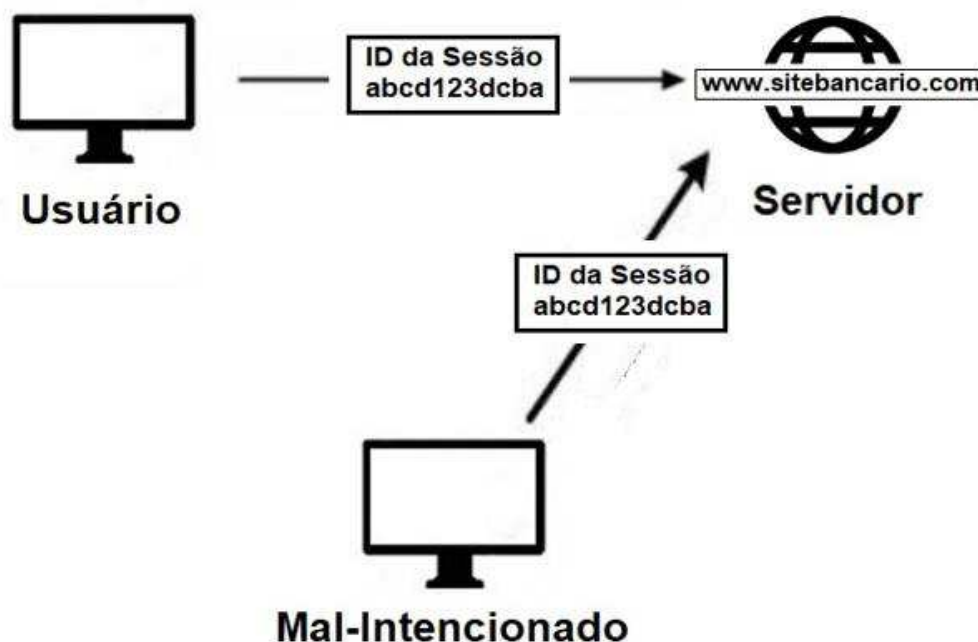 ID da Sessão
abcd123dcba
www.sitebancario.com
Usuário
Servidor
ID da Sessão
abcd123dcba
Mal-Intencionado